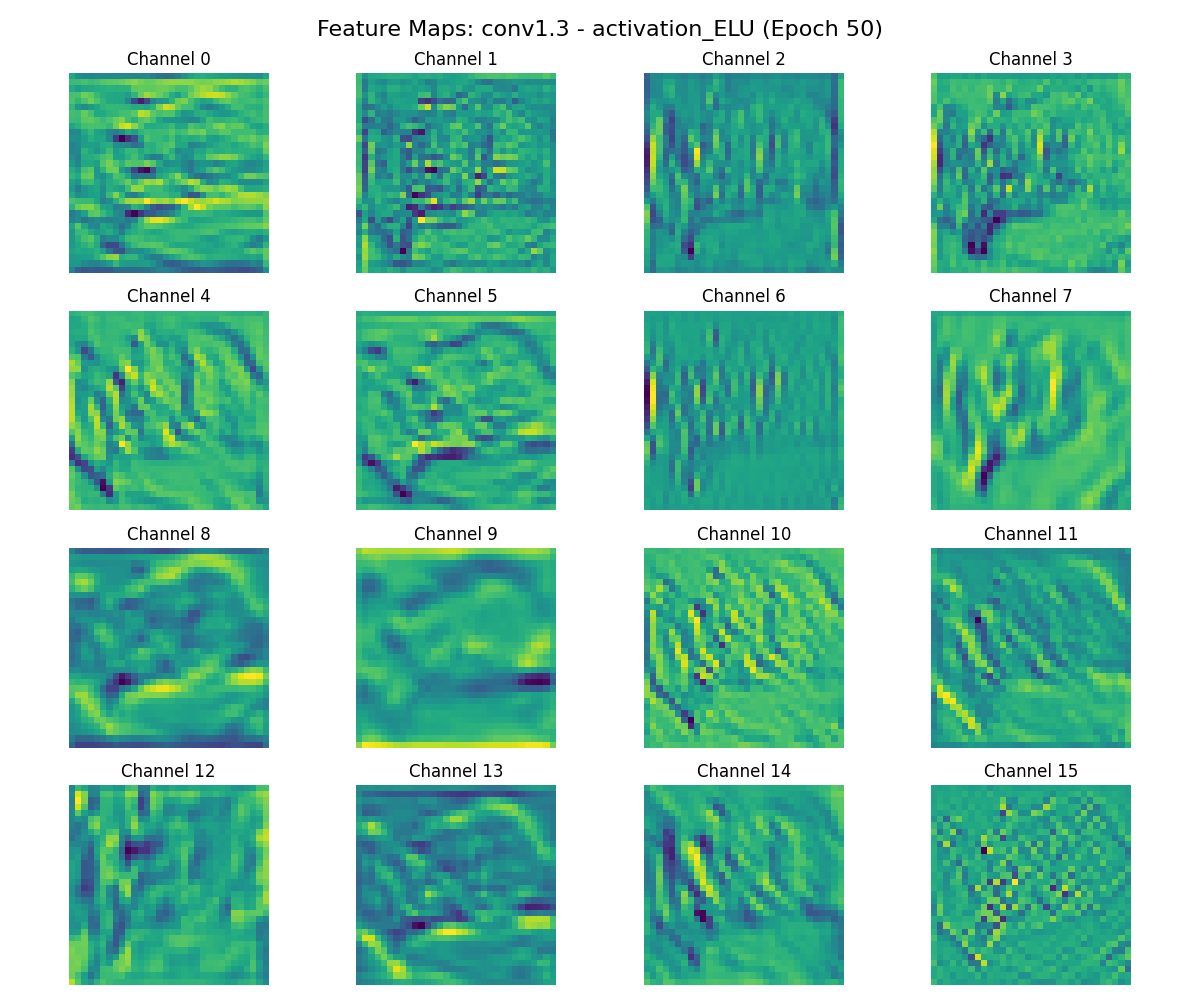 Feature Maps: conv1.3 - activation_ELU (Epoch 50)
Channel 0
Channel 1
Channel 2
Channel 3
Channel 4
Channel 5
Channel 6
Channel 7
Channel 8
Channel 9
Channel 10
Channel 11
Channel 12
Channel 13
Channel 14
Channel 15